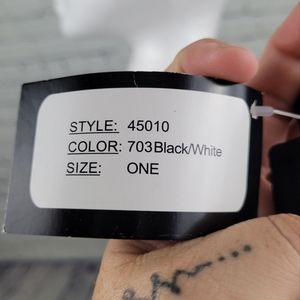 STYLE: 45010
COLOR: 703Black/White
SIZE: ONE